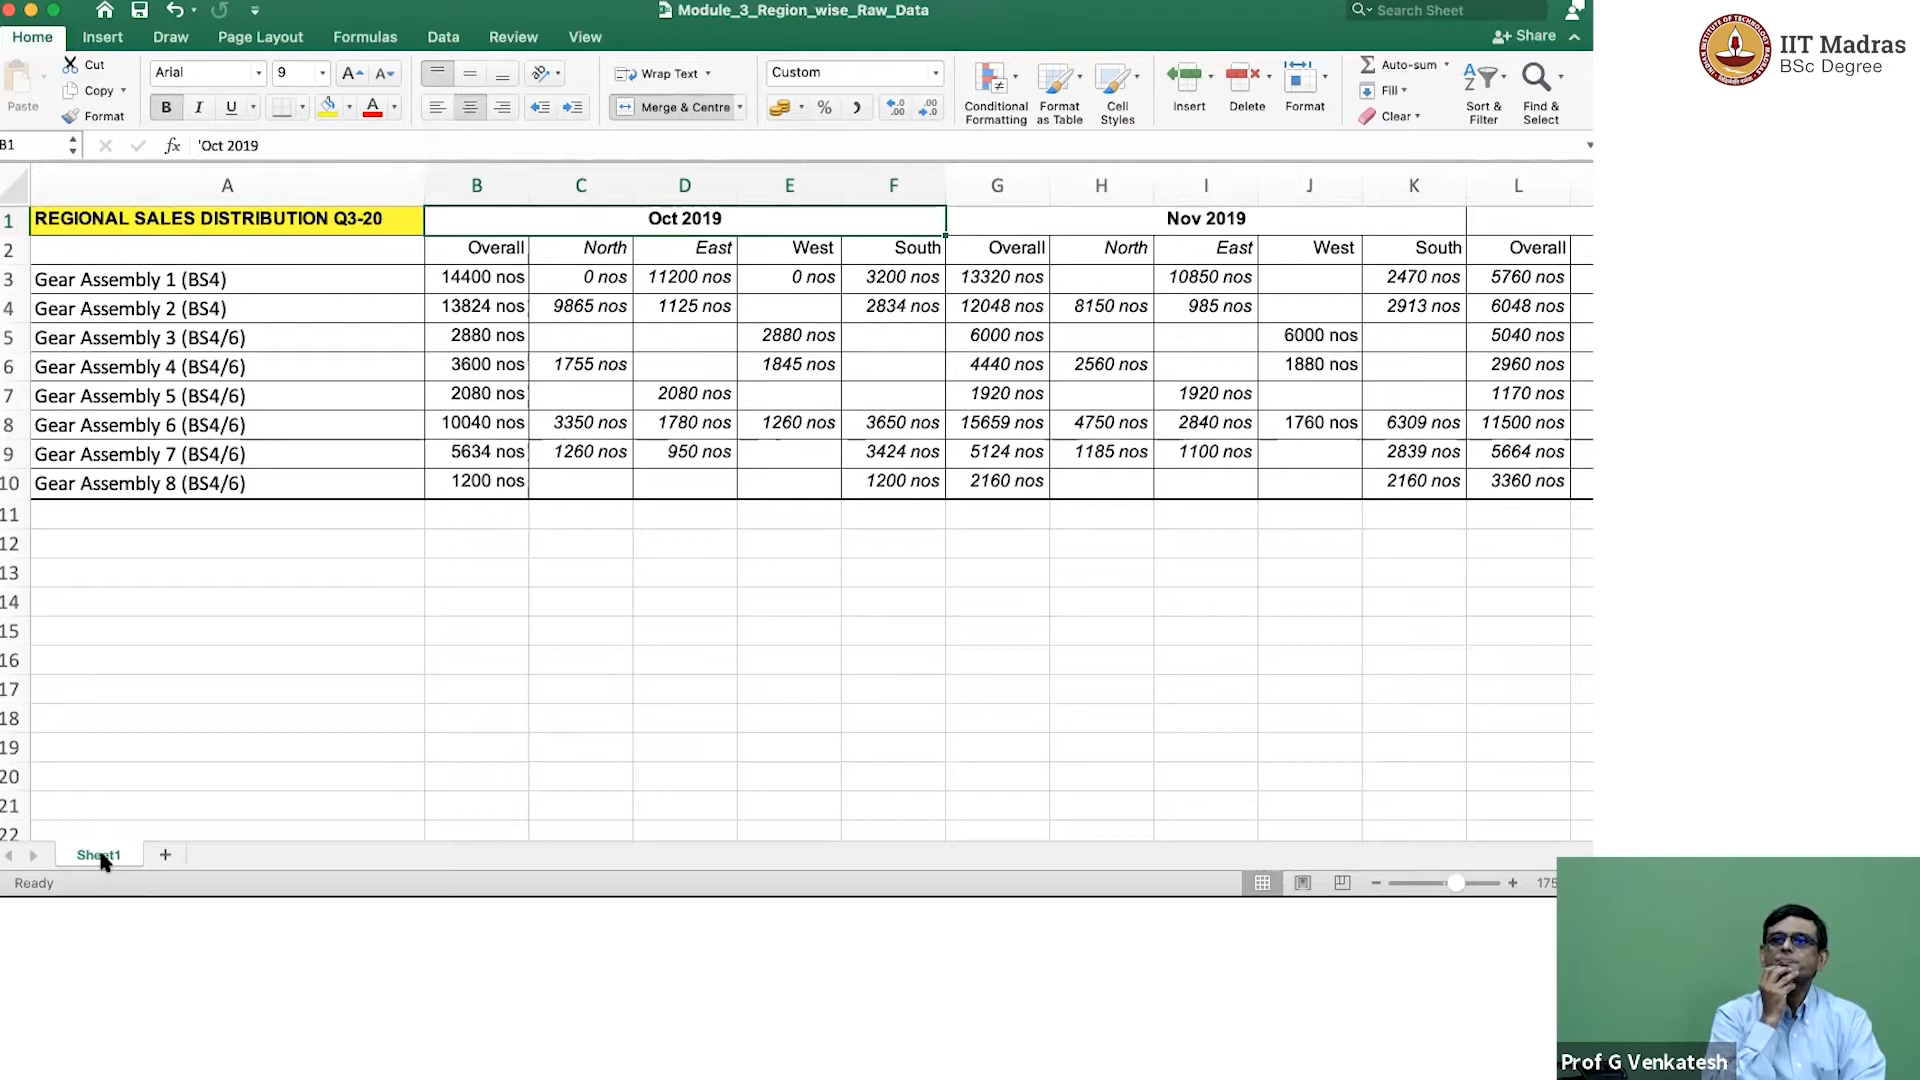 Module_3_Region_wise_Raw_Data
Search Sheet
Home Insert Draw Page Layout Formulas Data Review View
Share
Paste
Cut
Copy
Format
Arial 9
B I U
Wrap Text
Merge & Centre
Custom
Conditional Formatting
Format as Table
Cell Styles
Insert
Delete
Format
Auto-sum
Fill
Clear
Sort & Filter
Find & Select
B1 fx 'Oct 2019
A B C D E F G H I J K L
1 REGIONAL SALES DISTRIBUTION Q3-20 Oct 2019 Nov 2019
2 Overall North East West South Overall North East West South Overall
3 Gear Assembly 1 (BS4) 14400 nos 0 nos 11200 nos 0 nos 3200 nos 13320 nos 10850 nos 2470 nos 5760 nos
4 Gear Assembly 2 (BS4) 13824 nos 9865 nos 1125 nos 2834 nos 12048 nos 8150 nos 985 nos 2913 nos 6048 nos
5 Gear Assembly 3 (BS4/6) 2880 nos 2880 nos 6000 nos 6000 nos 5040 nos
6 Gear Assembly 4 (BS4/6) 3600 nos 1755 nos 1845 nos 4440 nos 2560 nos 1880 nos 2960 nos
7 Gear Assembly 5 (BS4/6) 2080 nos 2080 nos 1920 nos 1920 nos 1170 nos
8 Gear Assembly 6 (BS4/6) 10040 nos 3350 nos 1780 nos 1260 nos 3650 nos 15659 nos 4750 nos 2840 nos 1760 nos 6309 nos 11500 nos
9 Gear Assembly 7 (BS4/6) 5634 nos 1260 nos 950 nos 3424 nos 5124 nos 1185 nos 1100 nos 2839 nos 5664 nos
10 Gear Assembly 8 (BS4/6) 1200 nos 1200 nos 2160 nos 2160 nos 3360 nos
11
12
13
14
15
16
17
18
19
20
21
22
Sheet1
Ready
175
IIT Madras
BSc Degree
Prof G Venkatesh